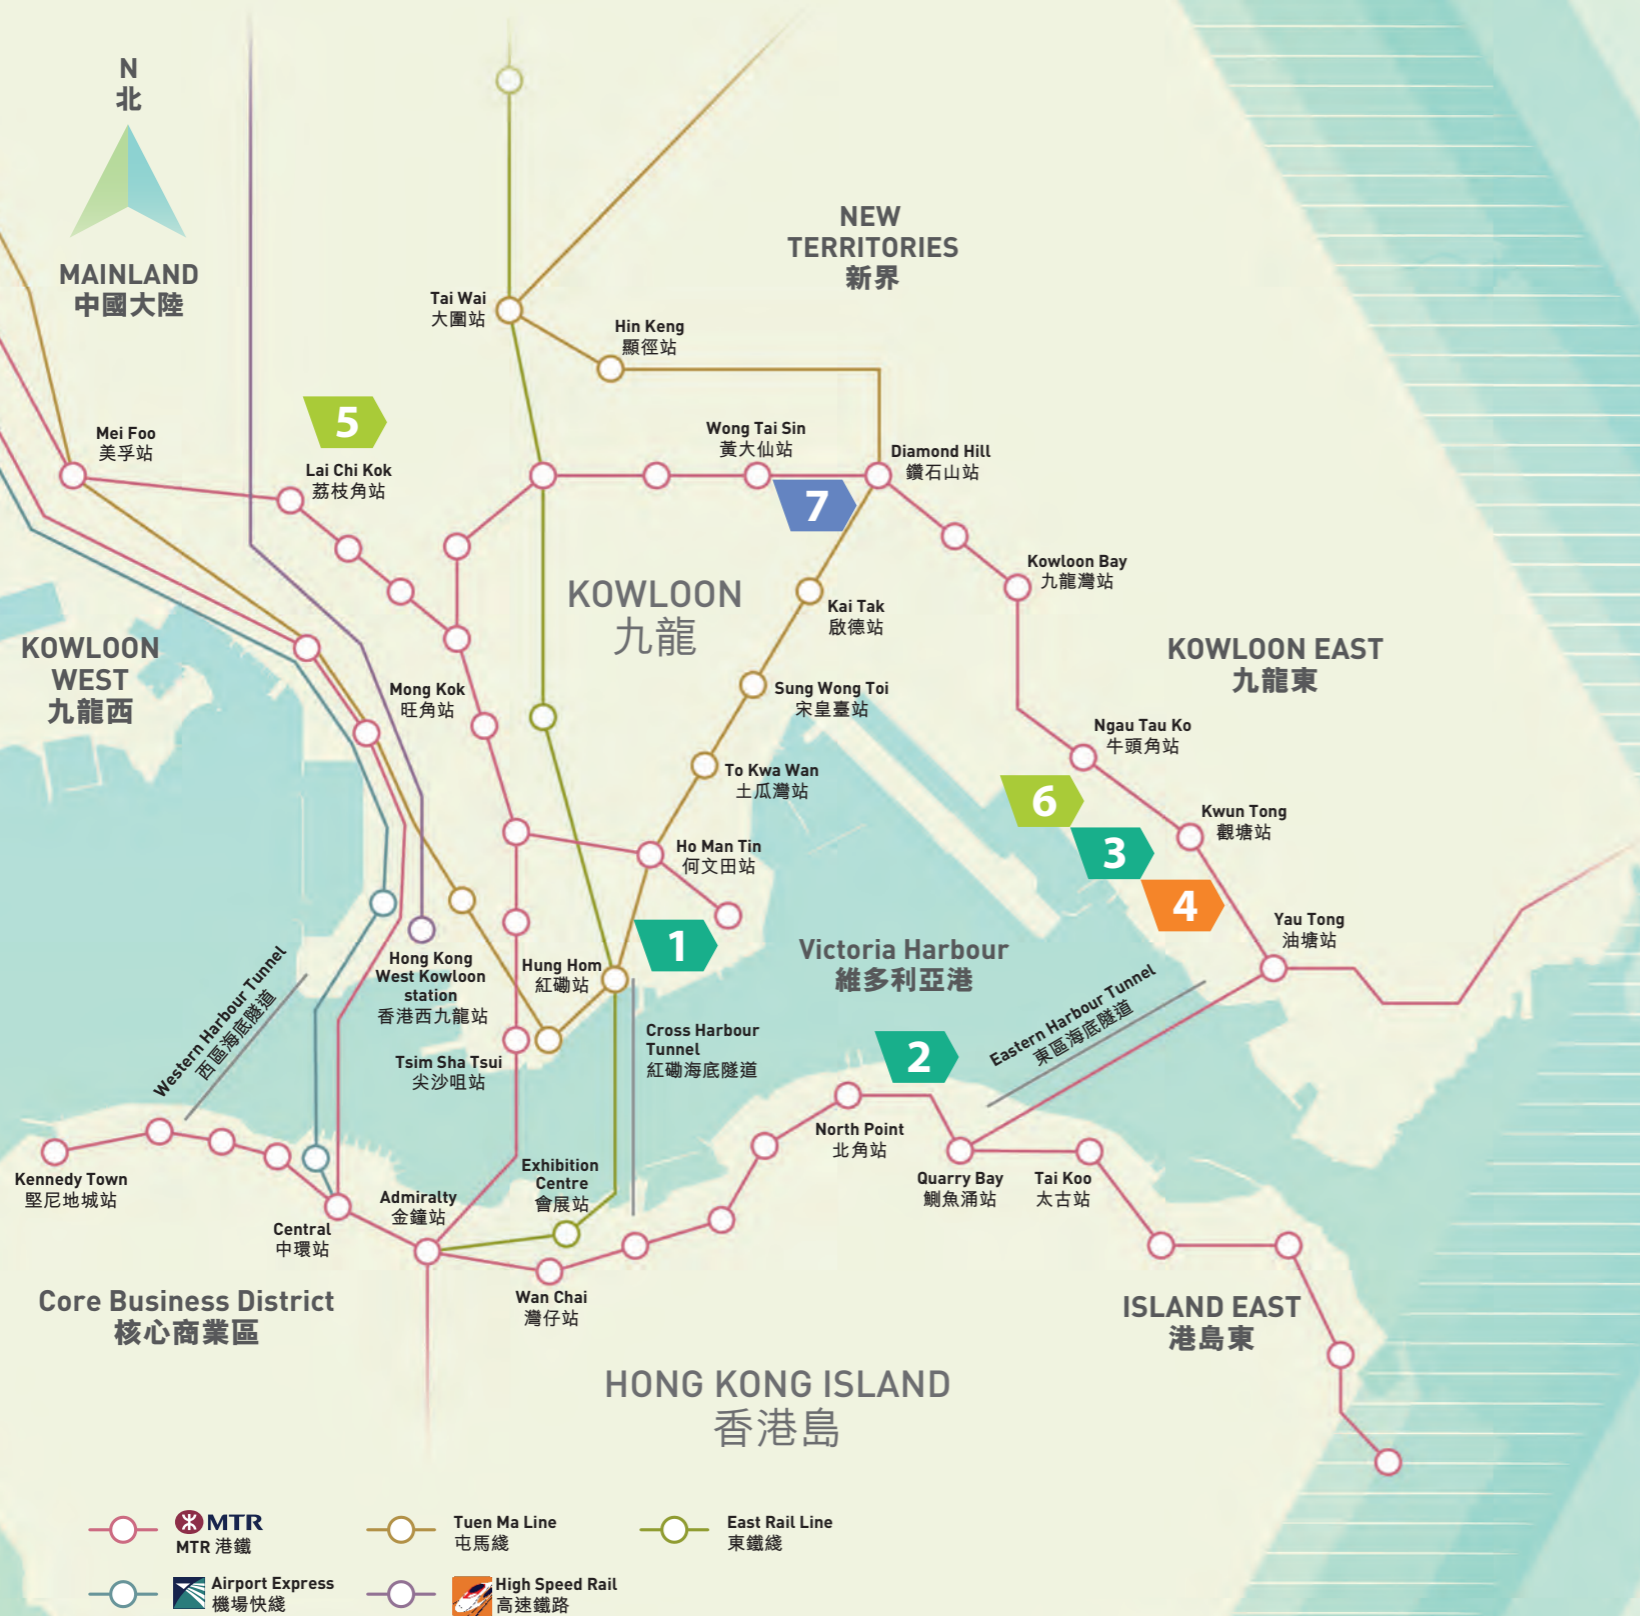 N
北
MAINLAND
中國大陸
NEW
TERRITORIES
新界
Tai Wai
大圍站
Hin Keng
顯徑站
5
Mei Foo
美孚站
Lai Chi Kok
荔枝角站
Wong Tai Sin
黃大仙站
Diamond Hill
鑽石山站
7
Kowloon Bay
九龍灣站
KOWLOON
九龍
Kai Tak
啟德站
KOWLOON
WEST
九龍西
KOWLOON EAST
九龍東
Mong Kok
旺角站
Sung Wong Toi
宋皇臺站
Ngau Tau Ko
牛頭角站
To Kwa Wan
土瓜灣站
6
3
4
Kwun Tong
觀塘站
Ho Man Tin
何文田站
Yau Tong
油塘站
1
Victoria Harbour
維多利亞港
Hung Hom
紅磡站
Hong Kong
West Kowloon
station
香港西九龍站
Western Harbour Tunnel
西區海底隧道
Eastern Harbour Tunnel
東區海底隧道
Cross Harbour
Tunnel
紅磡海底隧道
2
Tsim Sha Tsui
尖沙咀站
North Point
北角站
Kennedy Town
堅尼地城站
Exhibition
Centre
會展站
Quarry Bay
鰂魚涌站
Tai Koo
太古站
Admiralty
金鐘站
Central
中環站
Wan Chai
灣仔站
Core Business District
核心商業區
ISLAND EAST
港島東
HONG KONG ISLAND
香港島
MTR
MTR 港鐵
Tuen Ma Line
屯馬綫
East Rail Line
東鐵綫
Airport Express
機場快綫
High Speed Rail
高速鐵路